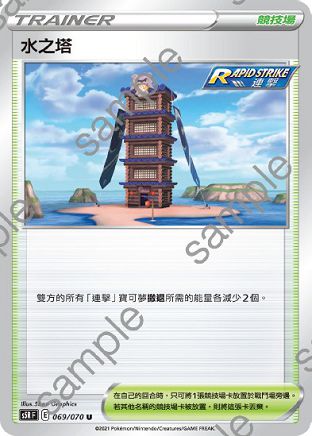 TRAINER 競技場
水之塔
RAPID STRIKE
連擊
雙方的所有「連擊」寶可夢撤退所需的能量各減少2個。
sample
sample
sample
sample
Illus.
Graphics
在自己的回合時，只可將1張競技場卡放置於戰鬥場旁邊。
若其他名稱的競技場卡被放置，則將這張卡丟棄。
s5R F C 069/070 U
©2021 Pokémon/Nintendo/Creatures/GAME FREAK.